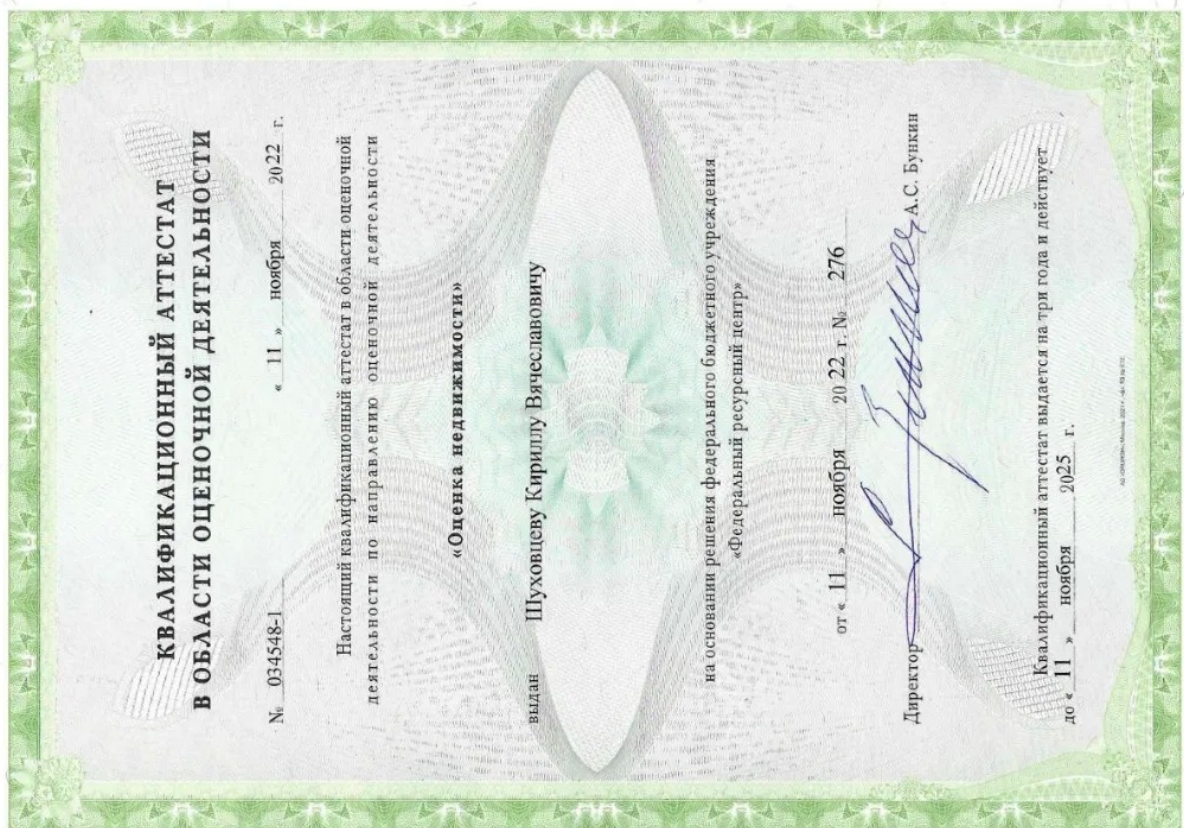 КВАЛИФИКАЦИОННЫЙ АТТЕСТАТ
В ОБЛАСТИ ОЦЕНОЧНОЙ ДЕЯТЕЛЬНОСТИ
№ 034548-1 « 11 » ноября 2022 г.
Настоящий квалификационный аттестат в области оценочной
деятельности по направлению оценочной деятельности
«Оценка недвижимости»
выдан Шуховцеву Кириллу Вячеславовичу
на основании решения федерального бюджетного учреждения
«Федеральный ресурсный центр»
от « 11 » ноября 2022 г. № 276
Директор А.С. Бункин
Квалификационный аттестат выдается на три года и действует
до « 11 » ноября 2025 г.